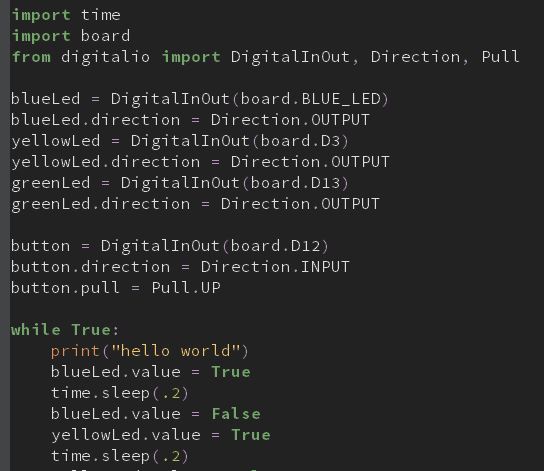 import time
import board
from digitalio import DigitalInOut, Direction, Pull

blueLed = DigitalInOut(board.BLUE_LED)
blueLed.direction = Direction.OUTPUT
yellowLed = DigitalInOut(board.D3)
yellowLed.direction = Direction.OUTPUT
greenLed = DigitalInOut(board.D13)
greenLed.direction = Direction.OUTPUT

button = DigitalInOut(board.D12)
button.direction = Direction.INPUT
button.pull = Pull.UP

while True:
    print("hello world")
    blueLed.value = True
    time.sleep(.2)
    blueLed.value = False
    yellowLed.value = True
    time.sleep(.2)